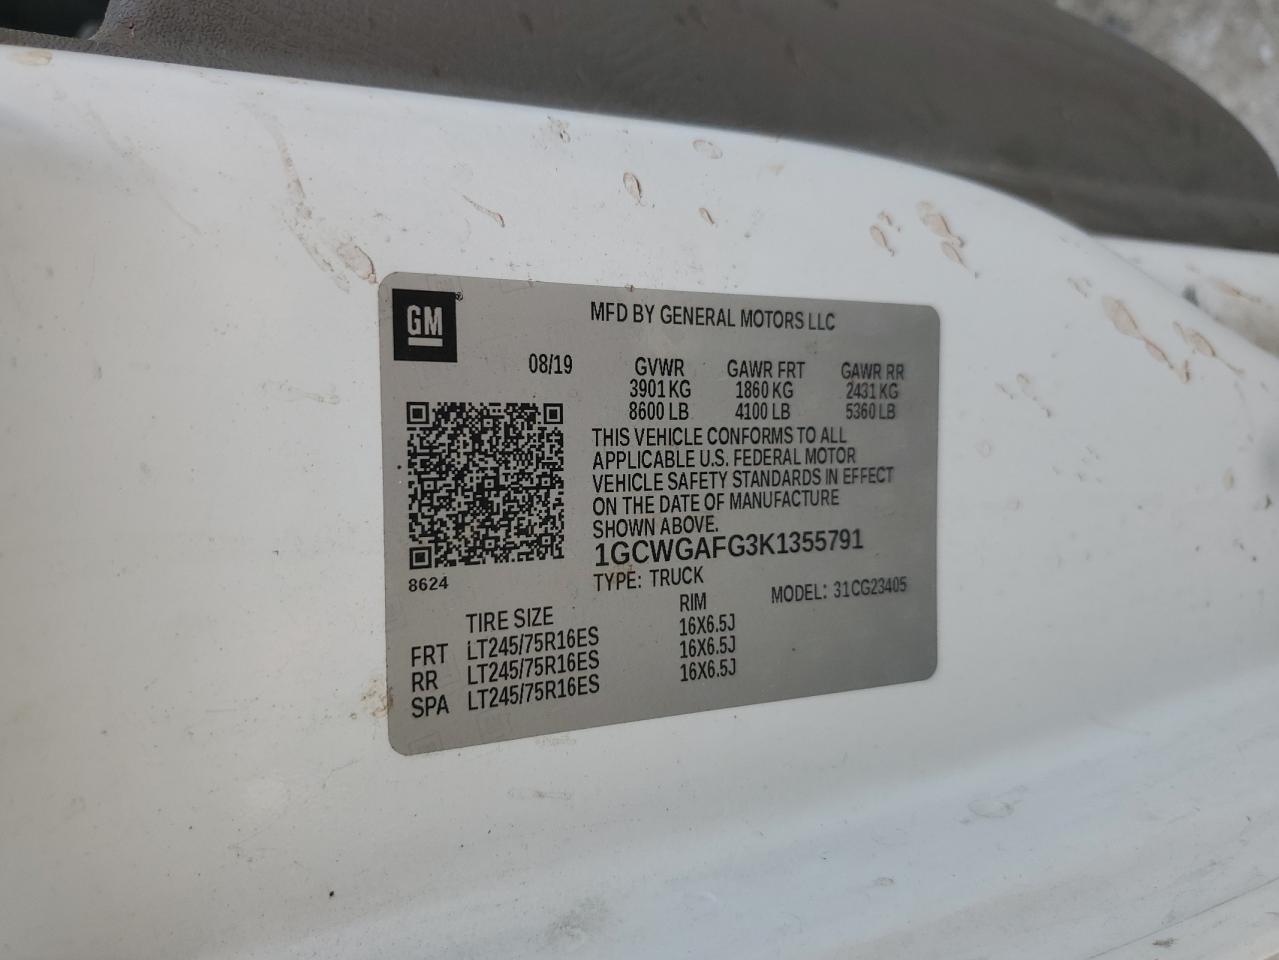 GM
MFD BY GENERAL MOTORS LLC
08/19 GVWR GAWR FRT GAWR RR
3901 KG 1860 KG 2431 KG
8600 LB 4100 LB 5360 LB
THIS VEHICLE CONFORMS TO ALL
APPLICABLE U.S. FEDERAL MOTOR
VEHICLE SAFETY STANDARDS IN EFFECT
ON THE DATE OF MANUFACTURE
SHOWN ABOVE.
1GCWGAFG3K1355791
8624
TYPE: TRUCK MODEL: 31CG23405
TIRE SIZE RIM
FRT LT245/75R16ES 16X6.5J
RR LT245/75R16ES 16X6.5J
SPA LT245/75R16ES 16X6.5J